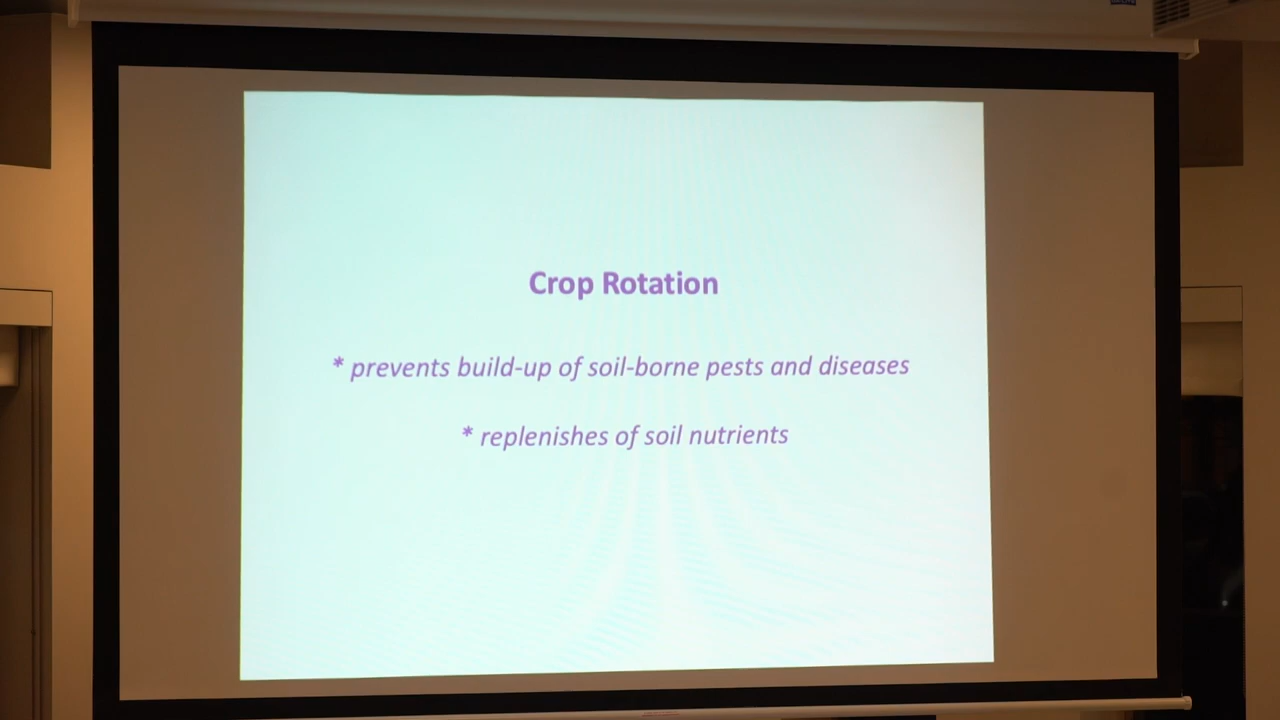 Crop Rotation
* prevents build-up of soil-borne pests and diseases
* replenishes of soil nutrients